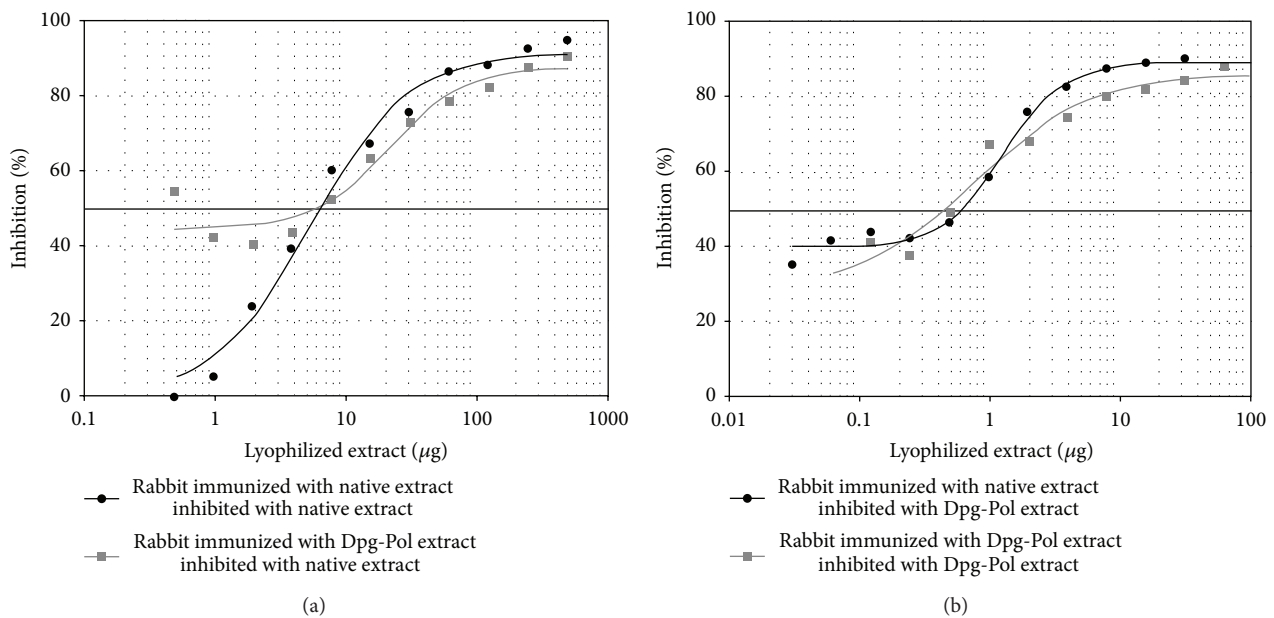 100
80
60
40
20
0
Inhibition (%)
0.1
1
10
100
1000
Lyophilized extract (μg)
Rabbit immunized with native extract
inhibited with native extract
Rabbit immunized with Dpg-Pol extract
inhibited with native extract
(a)
100
80
60
40
20
0
Inhibition (%)
0.01
0.1
1
10
100
Lyophilized extract (μg)
Rabbit immunized with native extract
inhibited with Dpg-Pol extract
Rabbit immunized with Dpg-Pol extract
inhibited with Dpg-Pol extract
(b)